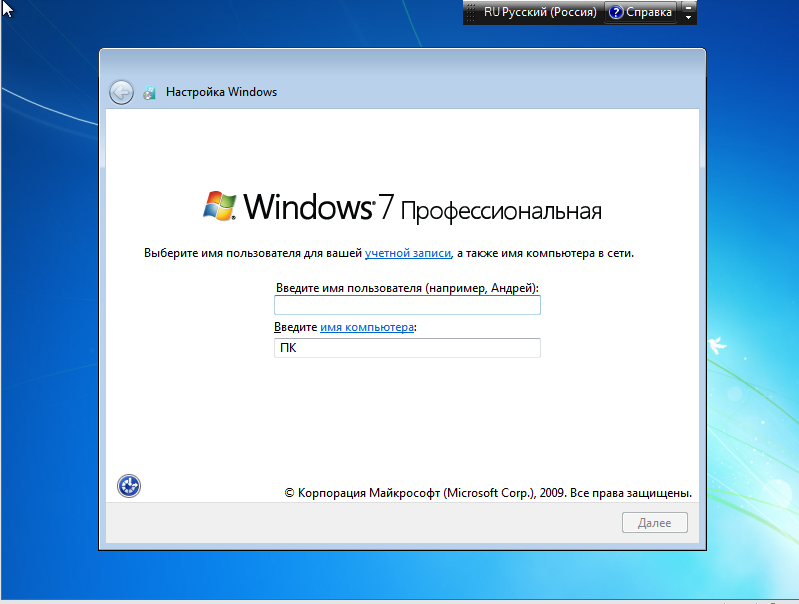 RU Русский (Россия) ? Справка
Настройка Windows
Windows® 7 Профессиональная
Выберите имя пользователя для вашей учетной записи, а также имя компьютера в сети.
Введите имя пользователя (например, Андрей):
Введите имя компьютера:
ПК
© Корпорация Майкрософт (Microsoft Corp.), 2009. Все права защищены.
Далее